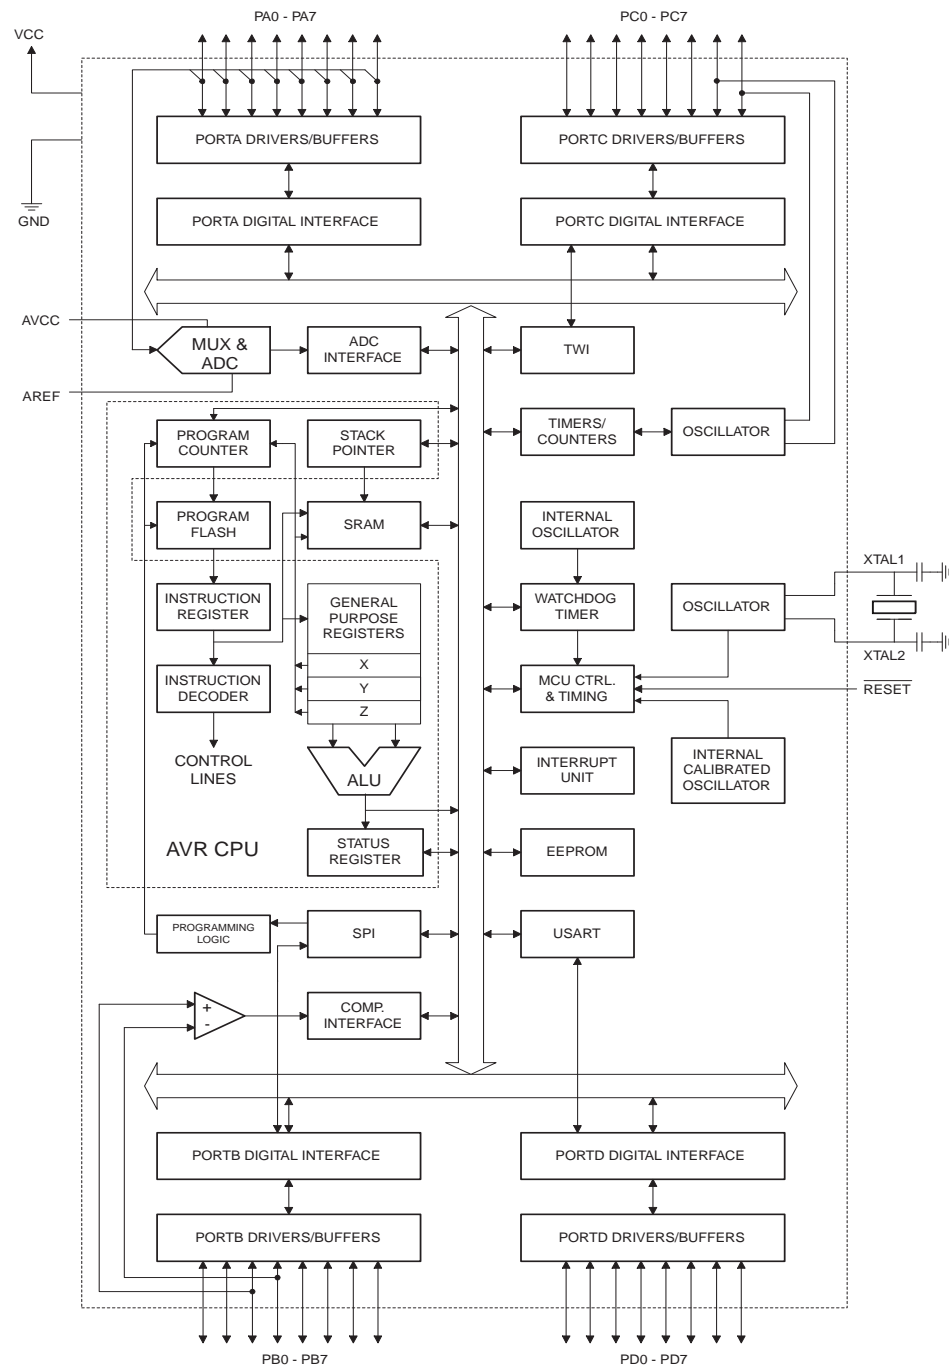 PA0 - PA7
PC0 - PC7
VCC
PORTA DRIVERS/BUFFERS
PORTC DRIVERS/BUFFERS
GND
PORTA DIGITAL INTERFACE
PORTC DIGITAL INTERFACE
AVCC
MUX &
ADC
ADC
INTERFACE
TWI
AREF
PROGRAM
COUNTER
STACK
POINTER
TIMERS/
COUNTERS
OSCILLATOR
PROGRAM
FLASH
SRAM
INTERNAL
OSCILLATOR
XTAL1
INSTRUCTION
REGISTER
GENERAL
PURPOSE
REGISTERS
WATCHDOG
TIMER
OSCILLATOR
XTAL2
X
INSTRUCTION
DECODER
Y
MCU CTRL.
& TIMING
RESET
Z
CONTROL
LINES
ALU
INTERRUPT
UNIT
INTERNAL
CALIBRATED
OSCILLATOR
AVR CPU
STATUS
REGISTER
EEPROM
PROGRAMMING
LOGIC
SPI
USART
+
-
COMP.
INTERFACE
PORTB DIGITAL INTERFACE
PORTD DIGITAL INTERFACE
PORTB DRIVERS/BUFFERS
PORTD DRIVERS/BUFFERS
PB0 - PB7
PD0 - PD7